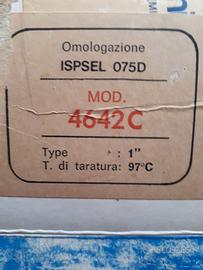 Omologazione
ISPSEL 075D
MOD.
4642C
Type : 1"
T. di taratura: 97°C